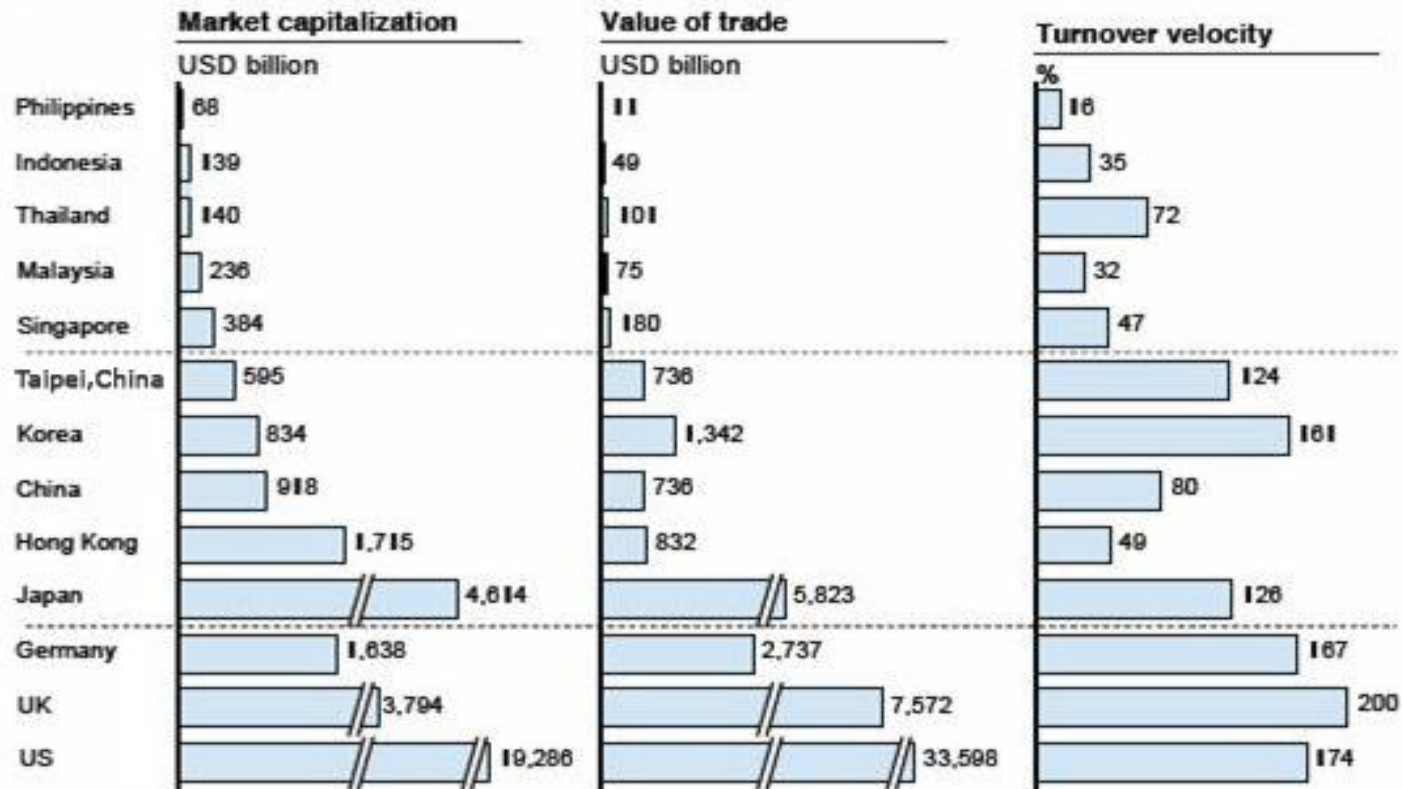 Market capitalization Value of trade Turnover velocity
USD billion USD billion %
Philippines 68 11 16
Indonesia 139 49 35
Thailand 140 101 72
Malaysia 236 75 32
Singapore 384 180 47
Taipei,China 595 736 124
Korea 834 1,342 161
China 918 736 80
Hong Kong 1,715 832 49
Japan 4,614 5,823 126
Germany 1,638 2,737 167
UK 3,794 7,572 200
US 19,286 33,598 174